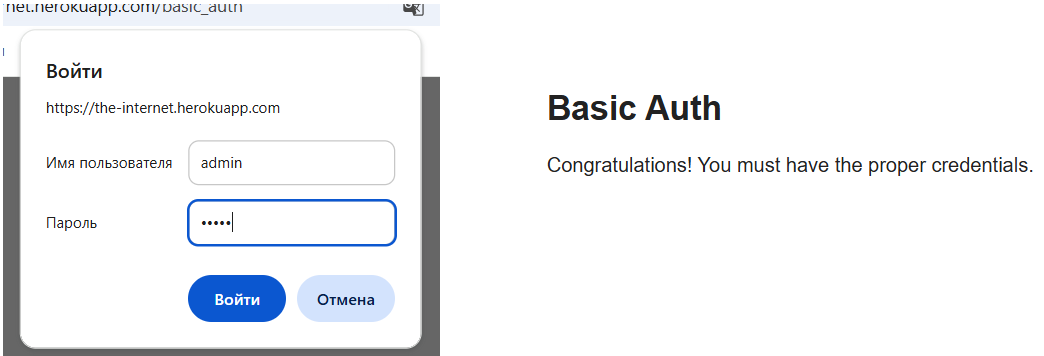 net.herokuapp.com/basic_auth
Войти
https://the-internet.herokuapp.com
Имя пользователя admin
Пароль •••••
Войти Отмена
Basic Auth
Congratulations! You must have the proper credentials.